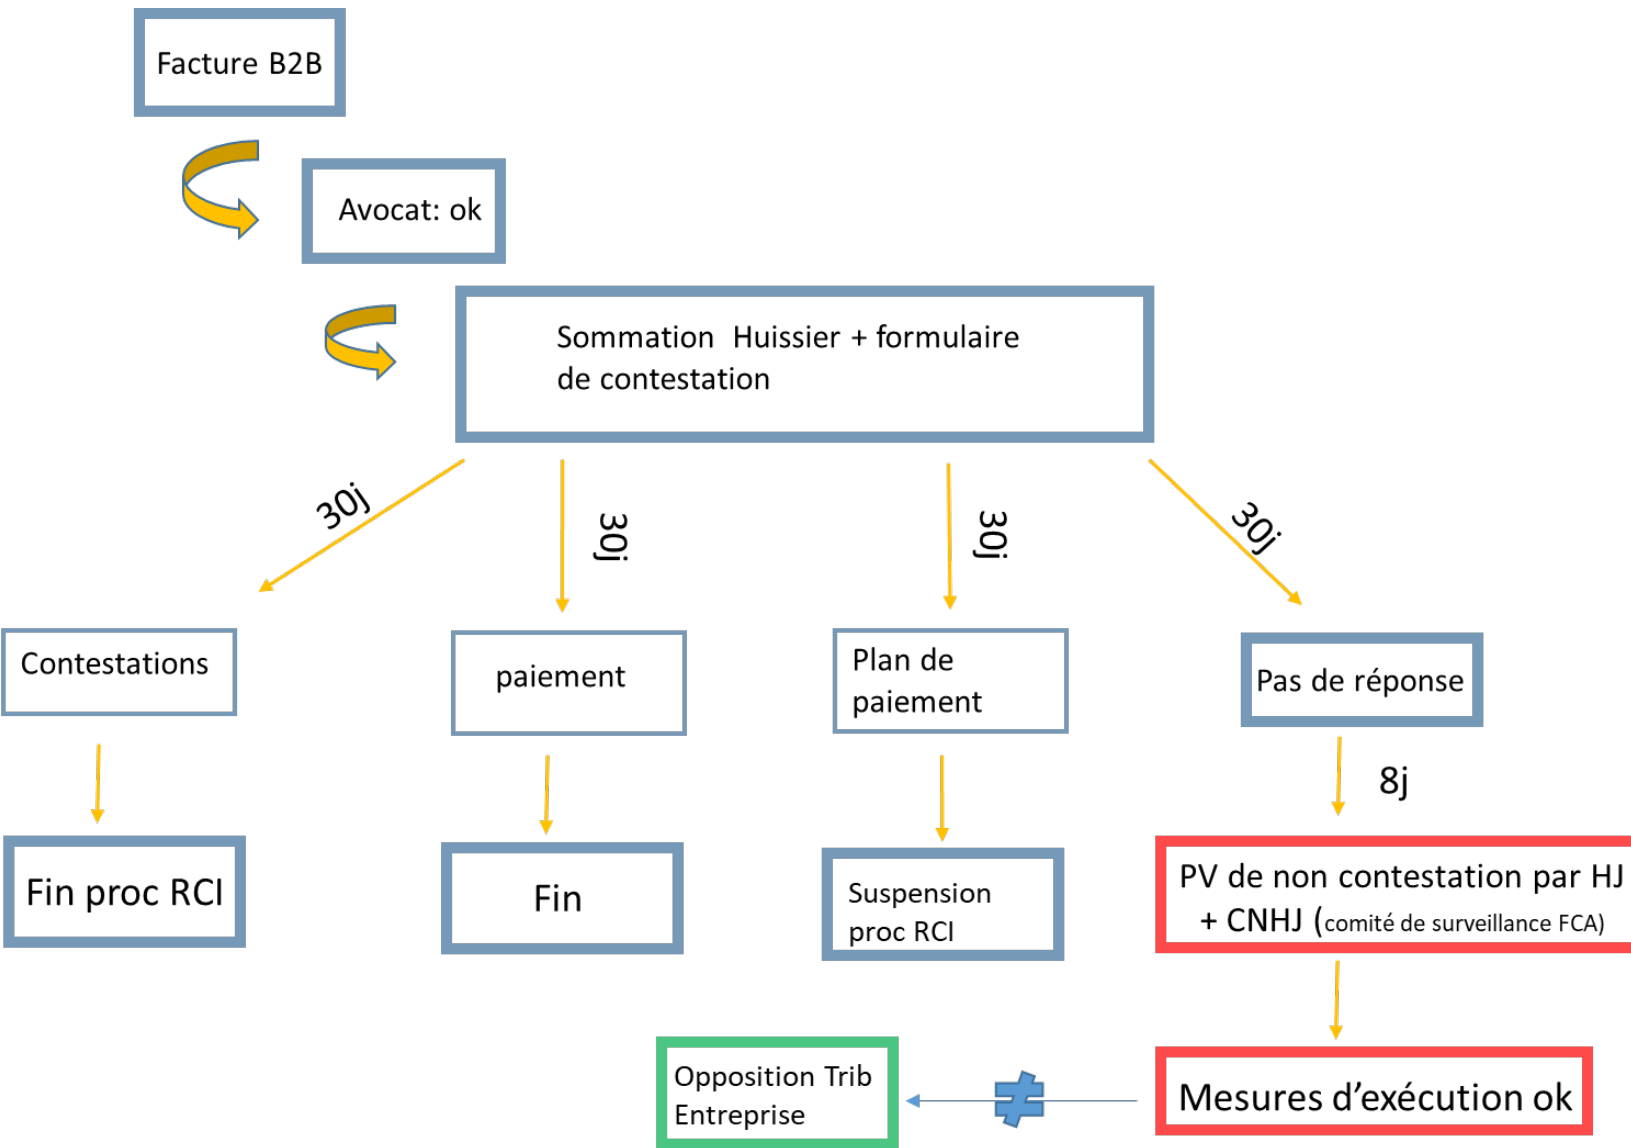 Facture B2B
Avocat: ok
Sommation Huissier + formulaire
de contestation
30j
30j
30j
30j
Contestations
paiement
Plan de
paiement
Pas de réponse
8j
Fin proc RCI
Fin
Suspension
proc RCI
PV de non contestation par HJ
+ CNHJ (comité de surveillance FCA)
Opposition Trib
Entreprise
≠
Mesures d’exécution ok